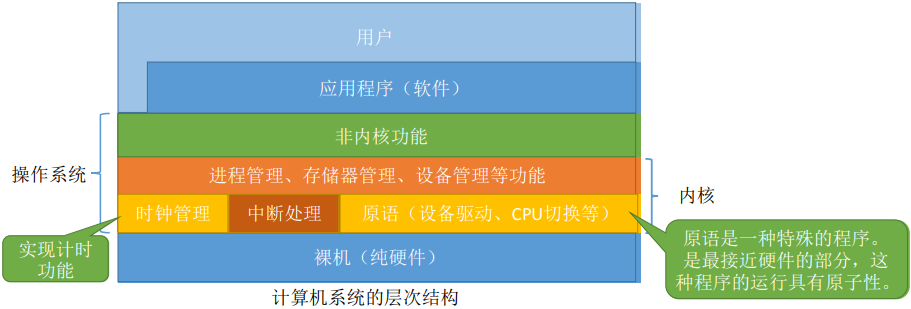 用户
应用程序（软件）
非内核功能
操作系统
进程管理、存储器管理、设备管理等功能
内核
时钟管理
中断处理
原语（设备驱动、CPU切换等）
实现计时
功能
裸机（纯硬件）
原语是一种特殊的程序。
是最接近硬件的部分，这
种程序的运行具有原子性。
计算机系统的层次结构